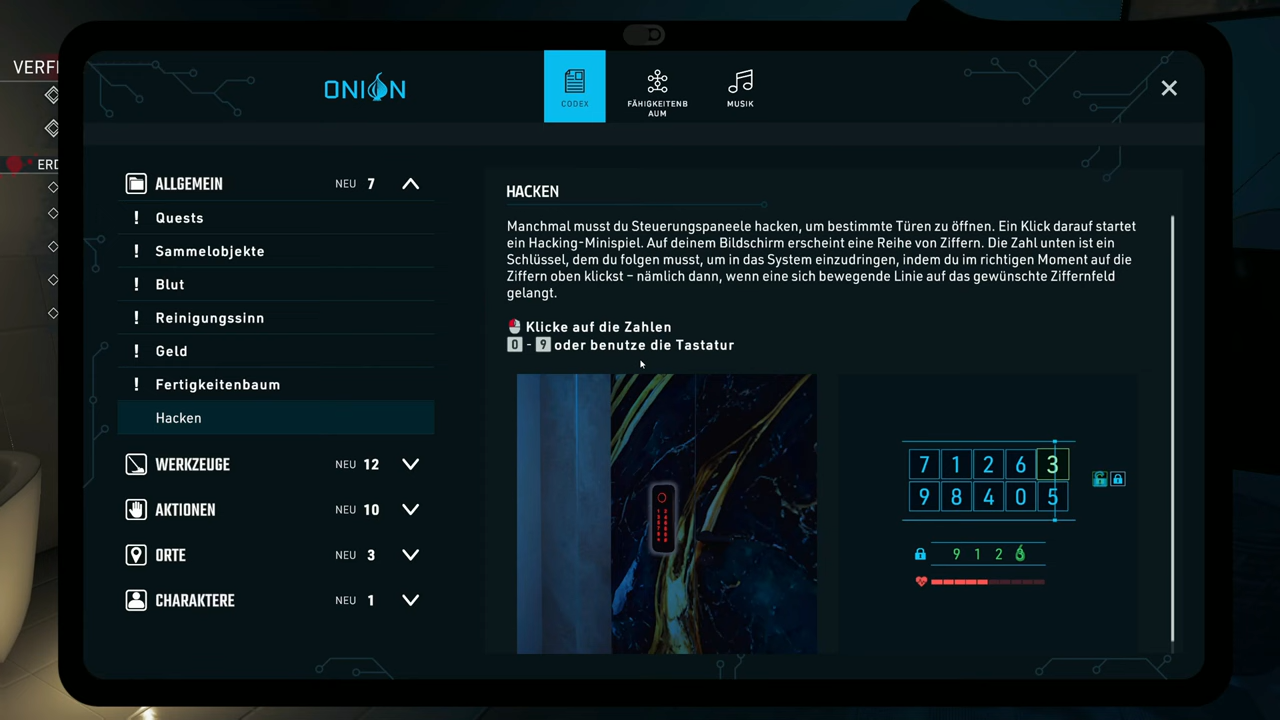 VERF
ERD
ONION
CODEX
FÄHIGKEITENB
AUM
MUSIK
ALLGEMEIN NEU 7
! Quests
! Sammelobjekte
! Blut
! Reinigungssinn
! Geld
! Fertigkeitenbaum
Hacken
WERKZEUGE NEU 12
AKTIONEN NEU 10
ORTE NEU 3
CHARAKTERE NEU 1
HACKEN
Manchmal musst du Steuerungspaneele hacken, um bestimmte Türen zu öffnen. Ein Klick darauf startet
ein Hacking-Minispiel. Auf deinem Bildschirm erscheint eine Reihe von Ziffern. Die Zahl unten ist ein
Schlüssel, dem du folgen musst, um in das System einzudringen, indem du im richtigen Moment auf die
Ziffern oben klickst – nämlich dann, wenn eine sich bewegende Linie auf das gewünschte Ziffernfeld
gelangt.
Klicke auf die Zahlen
0 - 9 oder benutze die Tastatur
7 1 2 6 3
9 8 4 0 5
9 1 2